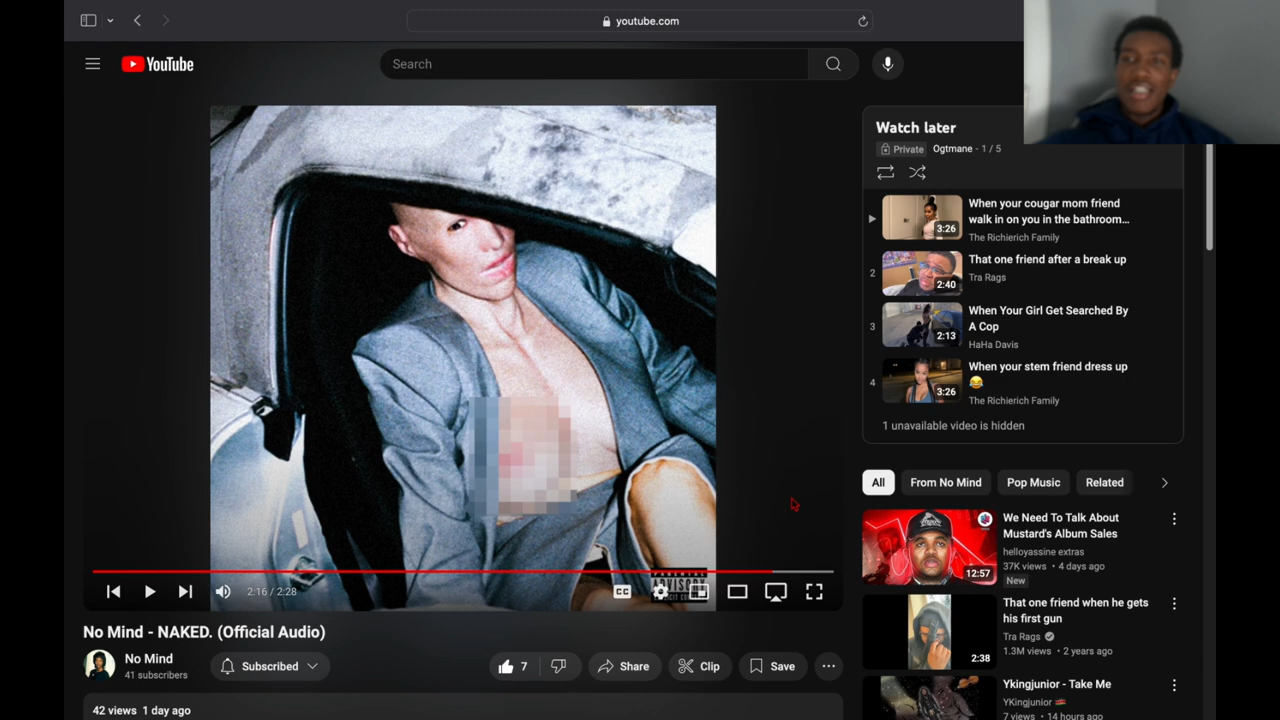 youtube.com
YouTube
Search
Watch later
Private Ogtmane - 1 / 5
When your cougar mom friend
walk in on you in the bathroom...
The Richierich Family
3:26
2
That one friend after a break up
Tra Rags
2:40
3
When Your Girl Get Searched By
A Cop
HaHa Davis
2:13
4
When your stem friend dress up
😂
The Richierich Family
3:26
1 unavailable video is hidden
All From No Mind Pop Music Related
We Need To Talk About
Mustard's Album Sales
helloyassine extras
37K views • 4 days ago
New
12:57
That one friend when he gets
his first gun
Tra Rags
1.3M views • 2 years ago
2:38
Ykingjunior - Take Me
YKingjunior 🇰🇪
7 views • 14 hours ago
PARENTAL
ADVISORY
2:16 / 2:28
CC
No Mind - NAKED. (Official Audio)
No Mind
41 subscribers
Subscribed
7
Share
Clip
Save
42 views 1 day ago